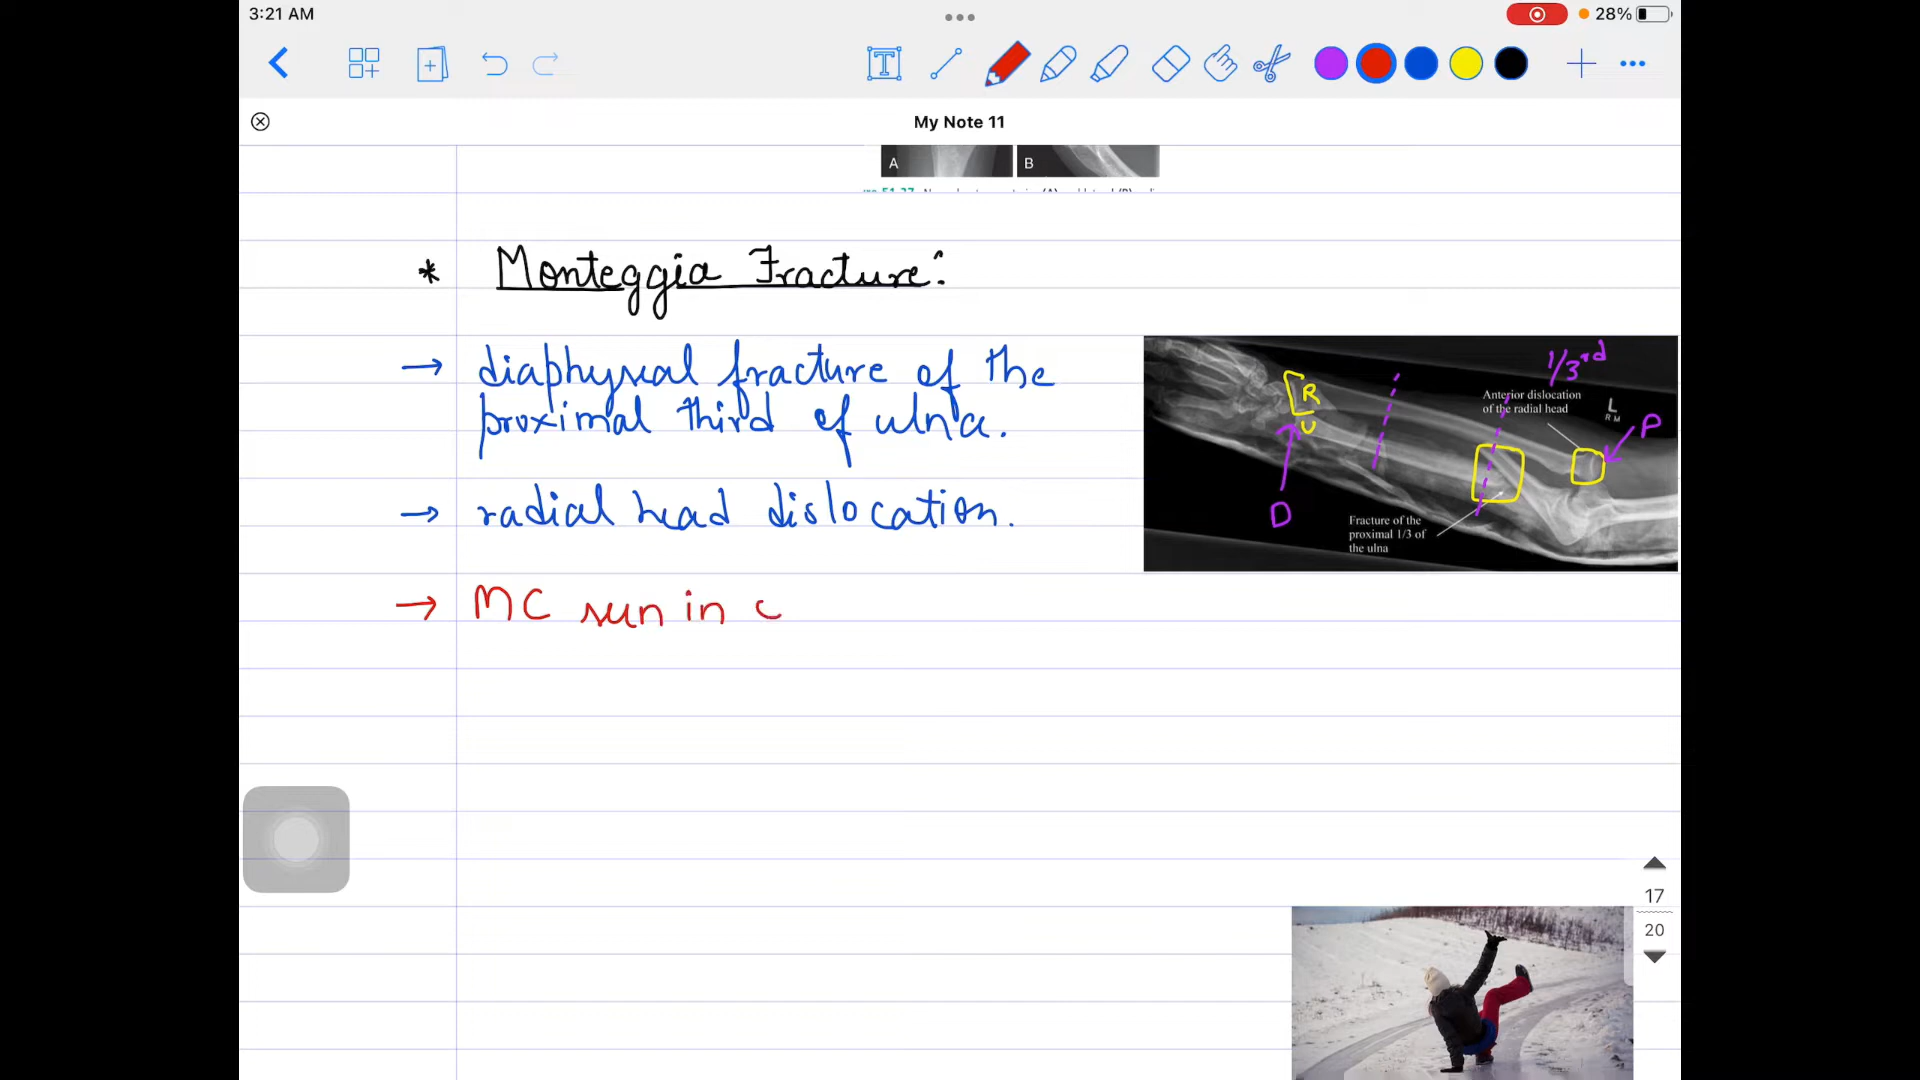 3:21 AM
28%
T
My Note 11
A
B
* Monteggia Fracture:
→ diaphyseal fracture of the
proximal third of ulna.
→ radial head dislocation.
→ MC seen in c
1/3rd
Anterior dislocation
of the radial head
L
R M
P
R
U
D
Fracture of the
proximal 1/3 of
the ulna
17
20